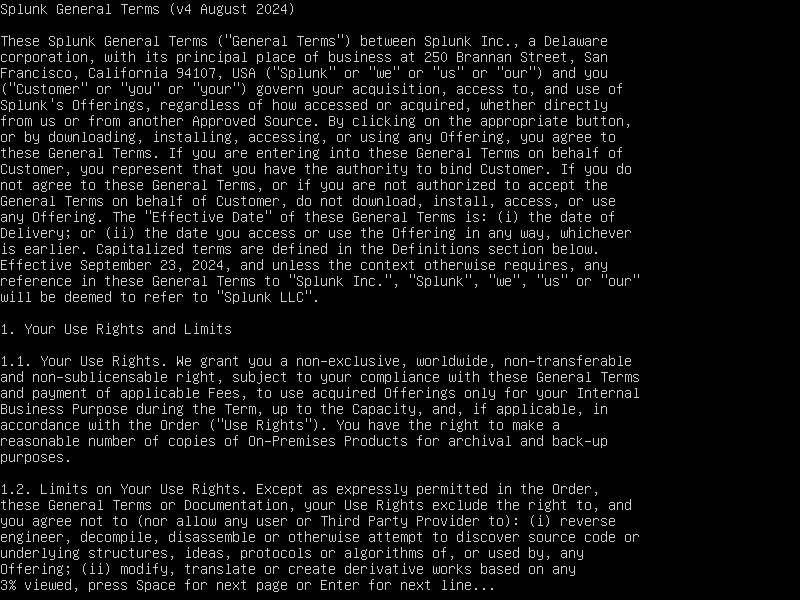 Splunk General Terms (v4 August 2024)
These Splunk General Terms ("General Terms") between Splunk Inc., a Delaware
corporation, with its principal place of business at 250 Brannan Street, San
Francisco, California 94107, USA ("Splunk" or "we" or "us" or "our") and you
("Customer" or "you" or "your") govern your acquisition, access to, and use of
Splunk's Offerings, regardless of how accessed or acquired, whether directly
from us or from another Approved Source. By clicking on the appropriate button,
or by downloading, installing, accessing, or using any Offering, you agree to
these General Terms. If you are entering into these General Terms on behalf of
Customer, you represent that you have the authority to bind Customer. If you do
not agree to these General Terms, or if you are not authorized to accept the
General Terms on behalf of Customer, do not download, install, access, or use
any Offering. The "Effective Date" of these General Terms is: (i) the date of
Delivery; or (ii) the date you access or use the Offering in any way, whichever
is earlier. Capitalized terms are defined in the Definitions section below.
Effective September 23, 2024, and unless the context otherwise requires, any
reference in these General Terms to "Splunk Inc.", "Splunk", "we", "us" or "our"
will be deemed to refer to "Splunk LLC".
1. Your Use Rights and Limits
1.1. Your Use Rights. We grant you a non-exclusive, worldwide, non-transferable
and non-sublicensable right, subject to your compliance with these General Terms
and payment of applicable Fees, to use acquired Offerings only for your Internal
Business Purpose during the Term, up to the Capacity, and, if applicable, in
accordance with the Order ("Use Rights"). You have the right to make a
reasonable number of copies of On-Premises Products for archival and back-up
purposes.
1.2. Limits on Your Use Rights. Except as expressly permitted in the Order,
these General Terms or Documentation, your Use Rights exclude the right to, and
you agree not to (nor allow any user or Third Party Provider to): (i) reverse
engineer, decompile, disassemble or otherwise attempt to discover source code or
underlying structures, ideas, protocols or algorithms of, or used by, any
Offering; (ii) modify, translate or create derivative works based on any
3% viewed, press Space for next page or Enter for next line...